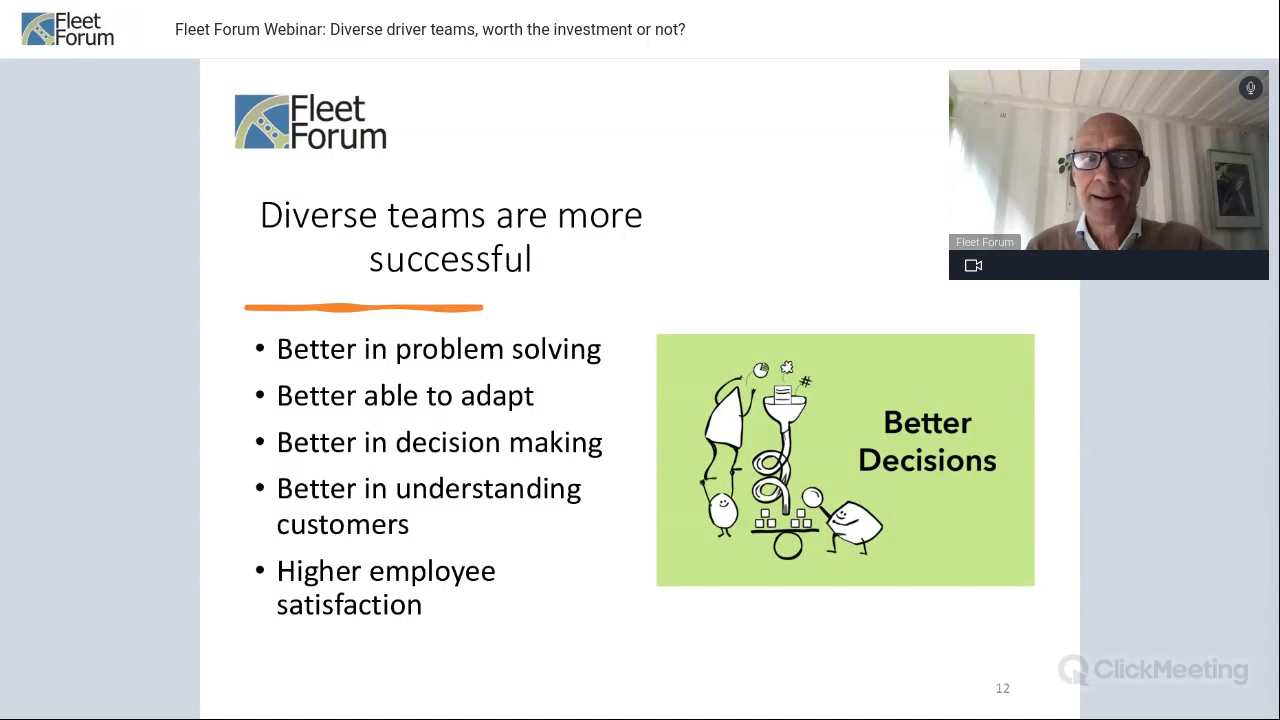 Fleet
Forum
Fleet Forum Webinar: Diverse driver teams, worth the investment or not?
Fleet
Forum
Fleet Forum
Diverse teams are more
successful
• Better in problem solving
• Better able to adapt
• Better in decision making
• Better in understanding
customers
• Higher employee
satisfaction
#
Better
Decisions
ClickMeeting
12